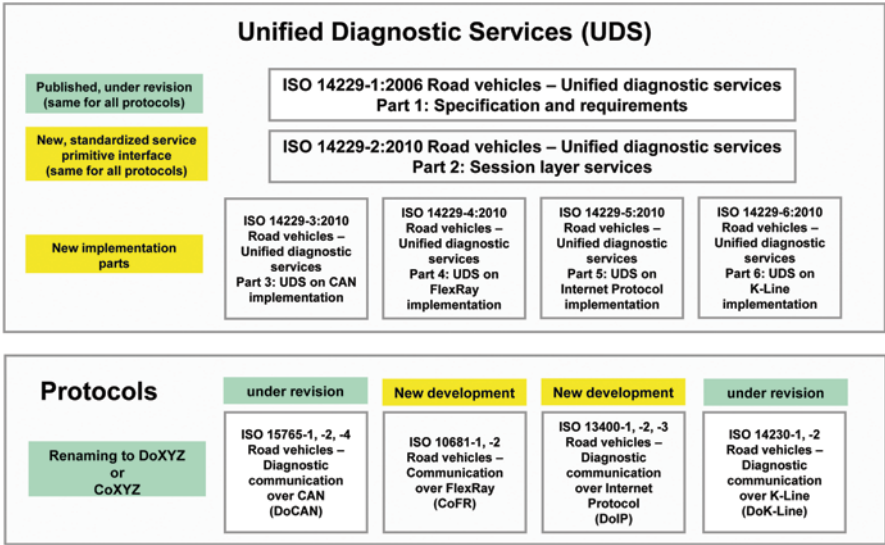 Unified Diagnostic Services (UDS)
Published, under revision
(same for all protocols)
ISO 14229-1:2006 Road vehicles – Unified diagnostic services
Part 1: Specification and requirements
New, standardized service
primitive interface
(same for all protocols)
ISO 14229-2:2010 Road vehicles – Unified diagnostic services
Part 2: Session layer services
New implementation
parts
ISO 14229-3:2010
Road vehicles –
Unified diagnostic
services
Part 3: UDS on CAN
implementation
ISO 14229-4:2010
Road vehicles
– Unified diagnostic
services
Part 4: UDS on
FlexRay
implementation
ISO 14229-5:2010
Road vehicles
– Unified diagnostic
services
Part 5: UDS on
Internet Protocol
implementation
ISO 14229-6:2010
Road vehicles
– Unified diagnostic
services
Part 6: UDS on
K-Line
implementation
Protocols
under revision
New development
New development
under revision
Renaming to DoXYZ
or
CoXYZ
ISO 15765-1, -2, -4
Road vehicles –
Diagnostic
communication
over CAN
(DoCAN)
ISO 10681-1, -2
Road vehicles –
Communication
over FlexRay
(CoFR)
ISO 13400-1, -2, -3
Road vehicles –
Diagnostic
communication
over Internet
Protocol
(DoIP)
ISO 14230-1, -2
Road vehicles –
Diagnostic
communication
over K-Line
(DoK-Line)